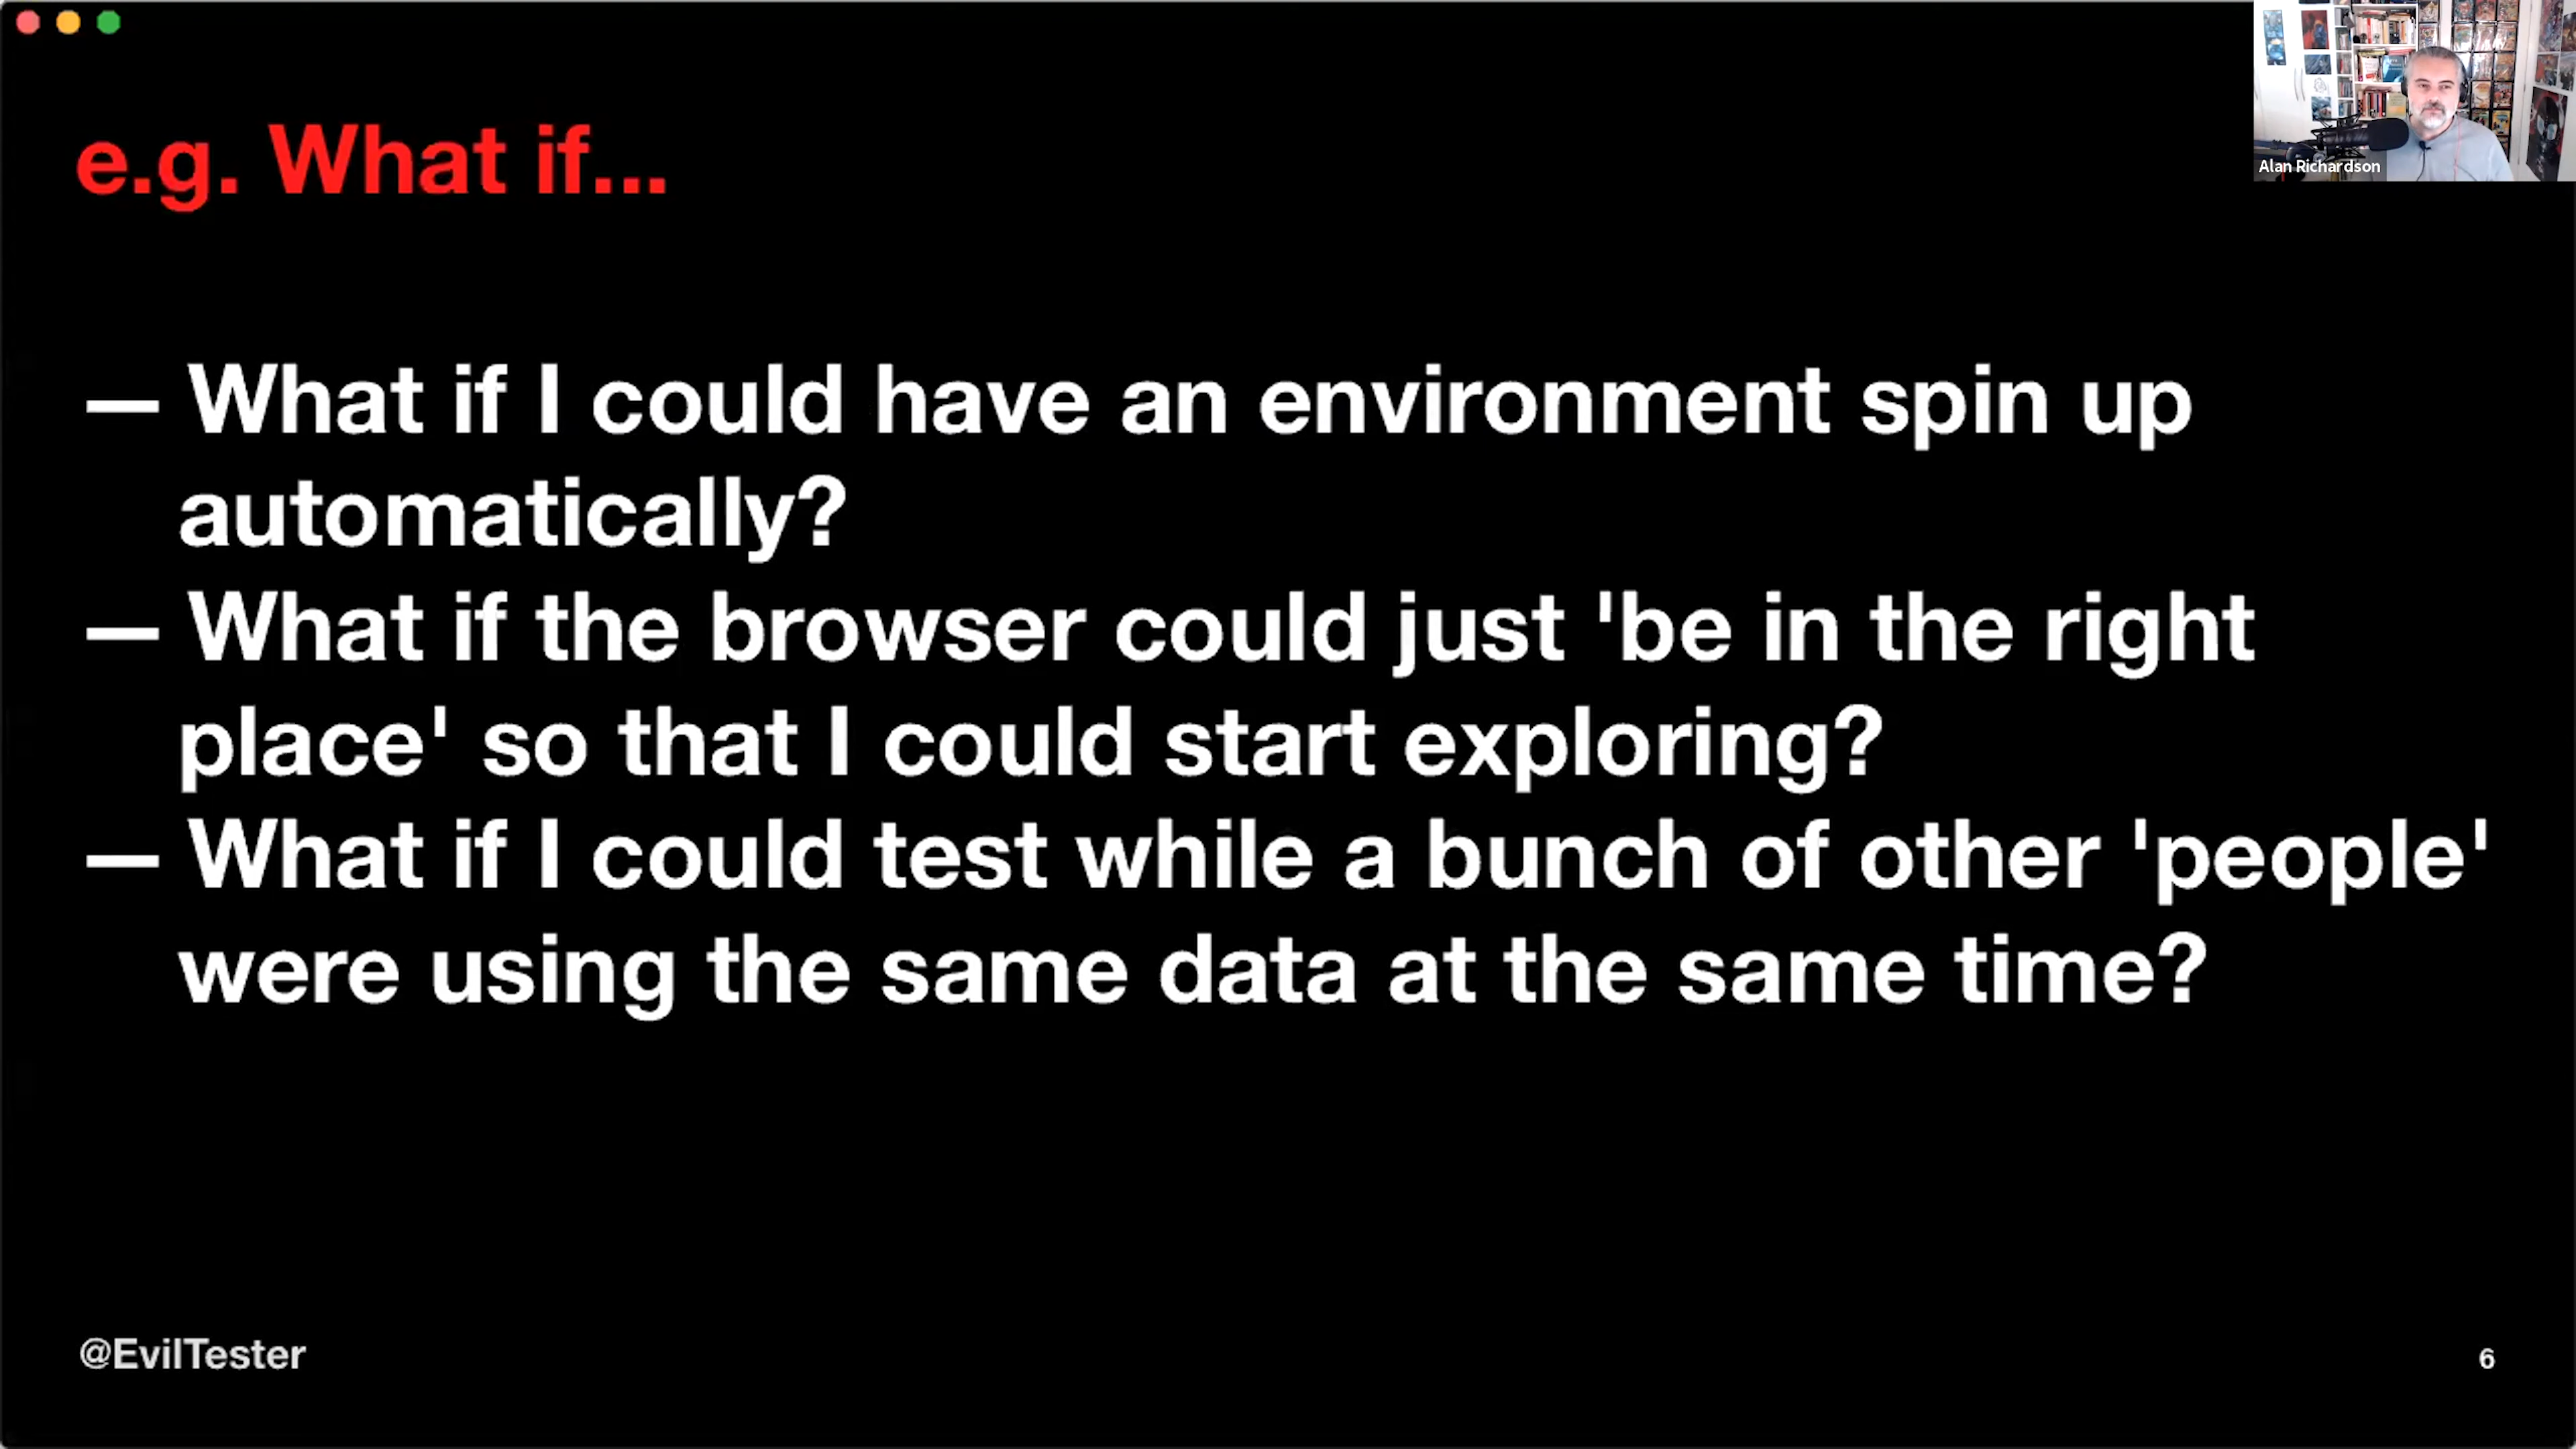 Alan Richardson
e.g. What if...
— What if I could have an environment spin up
automatically?
— What if the browser could just 'be in the right
place' so that I could start exploring?
— What if I could test while a bunch of other 'people'
were using the same data at the same time?
@EvilTester
6